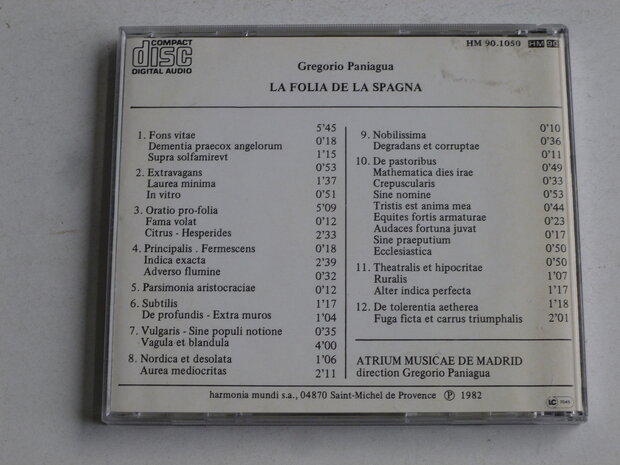 COMPACT
disc
DIGITAL AUDIO
HM 90.1050 HM 90
Gregorio Paniagua
LA FOLIA DE LA SPAGNA
1. Fons vitae 5'45
Dementia praecox angelorum 0'18
Supra solfamirevt 1'15
2. Extravagans 0'53
Laurea minima 1'37
In vitro 0'51
3. Oratio pro-folia 5'09
Fama volat 0'12
Citrus - Hesperides 2'33
4. Principalis . Fermescens 0'18
Indica exacta 2'39
Adverso flumine 0'32
5. Parsimonia aristocraciae 0'12
6. Subtilis 1'17
De profundis - Extra muros 1'04
7. Vulgaris - Sine populi notione 0'35
Vagula et blandula 4'00
8. Nordica et desolata 1'06
Aurea mediocritas 2'11
9. Nobilissima 0'10
Degradans et corruptae 0'36
10. De pastoribus 0'11
Mathematica dies irae 0'49
Crepuscularis 0'33
Sine nomine 0'53
Tristis est anima mea 0'44
Equites fortis armaturae 0'23
Audaces fortuna juvat
Sine praeputium 0'17
Ecclesiastica 0'50
11. Theatralis et hipocritae 0'50
Ruralis 1'07
Alter indica perfecta 1'17
12. De tolerentia aetherea 1'18
Fuga ficta et carrus triumphalis 2'01
ATRIUM MUSICAE DE MADRID
direction Gregorio Paniagua
harmonia mundi s.a., 04870 Saint-Michel de Provence Ⓟ 1982
LC 7045